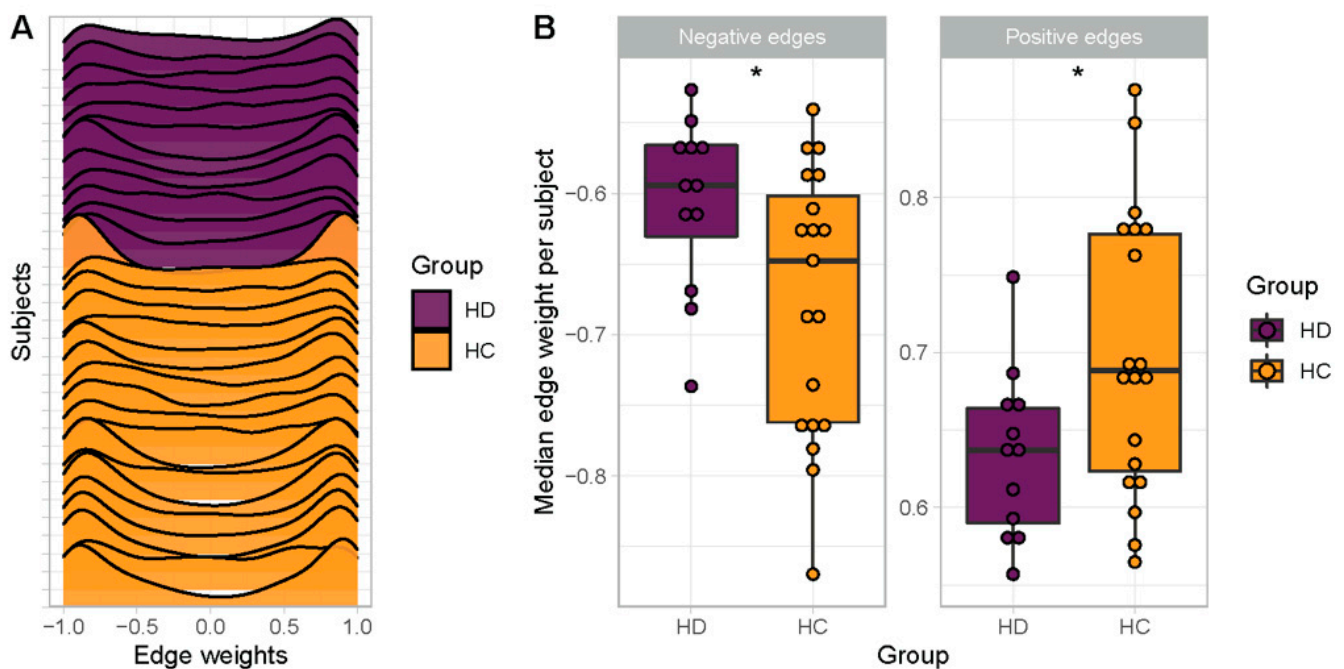 A
Subjects
−1.0 −0.5 0.0 0.5 1.0
Edge weights
Group
HD
HC
B
Negative edges
Positive edges
*
*
Median edge weight per subject
−0.6
−0.7
−0.8
0.8
0.7
0.6
HD HC
HD HC
Group
Group
HD
HC